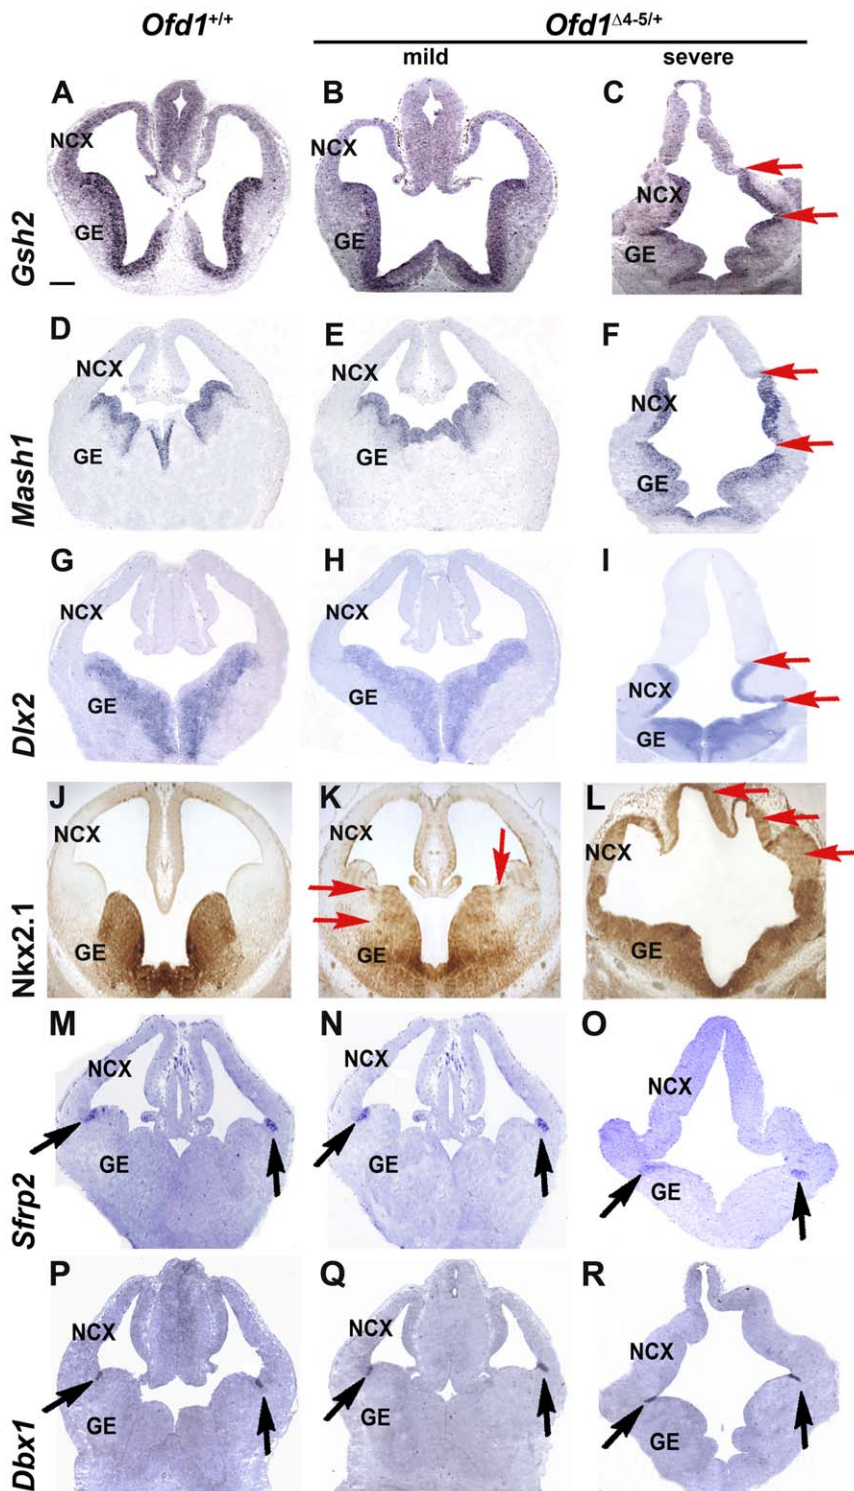 Ofd1+/+ Ofd1Δ4-5/+
mild severe
A B C
NCX NCX NCX
GE GE GE
Gsh2
D E F
NCX NCX NCX
GE GE GE
Mash1
G H I
NCX NCX NCX
GE GE GE
Dlx2
J K L
NCX NCX NCX
GE GE GE
Nkx2.1
M N O
NCX NCX NCX
GE GE GE
Sfrp2
P Q R
NCX NCX NCX
GE GE GE
Dbx1